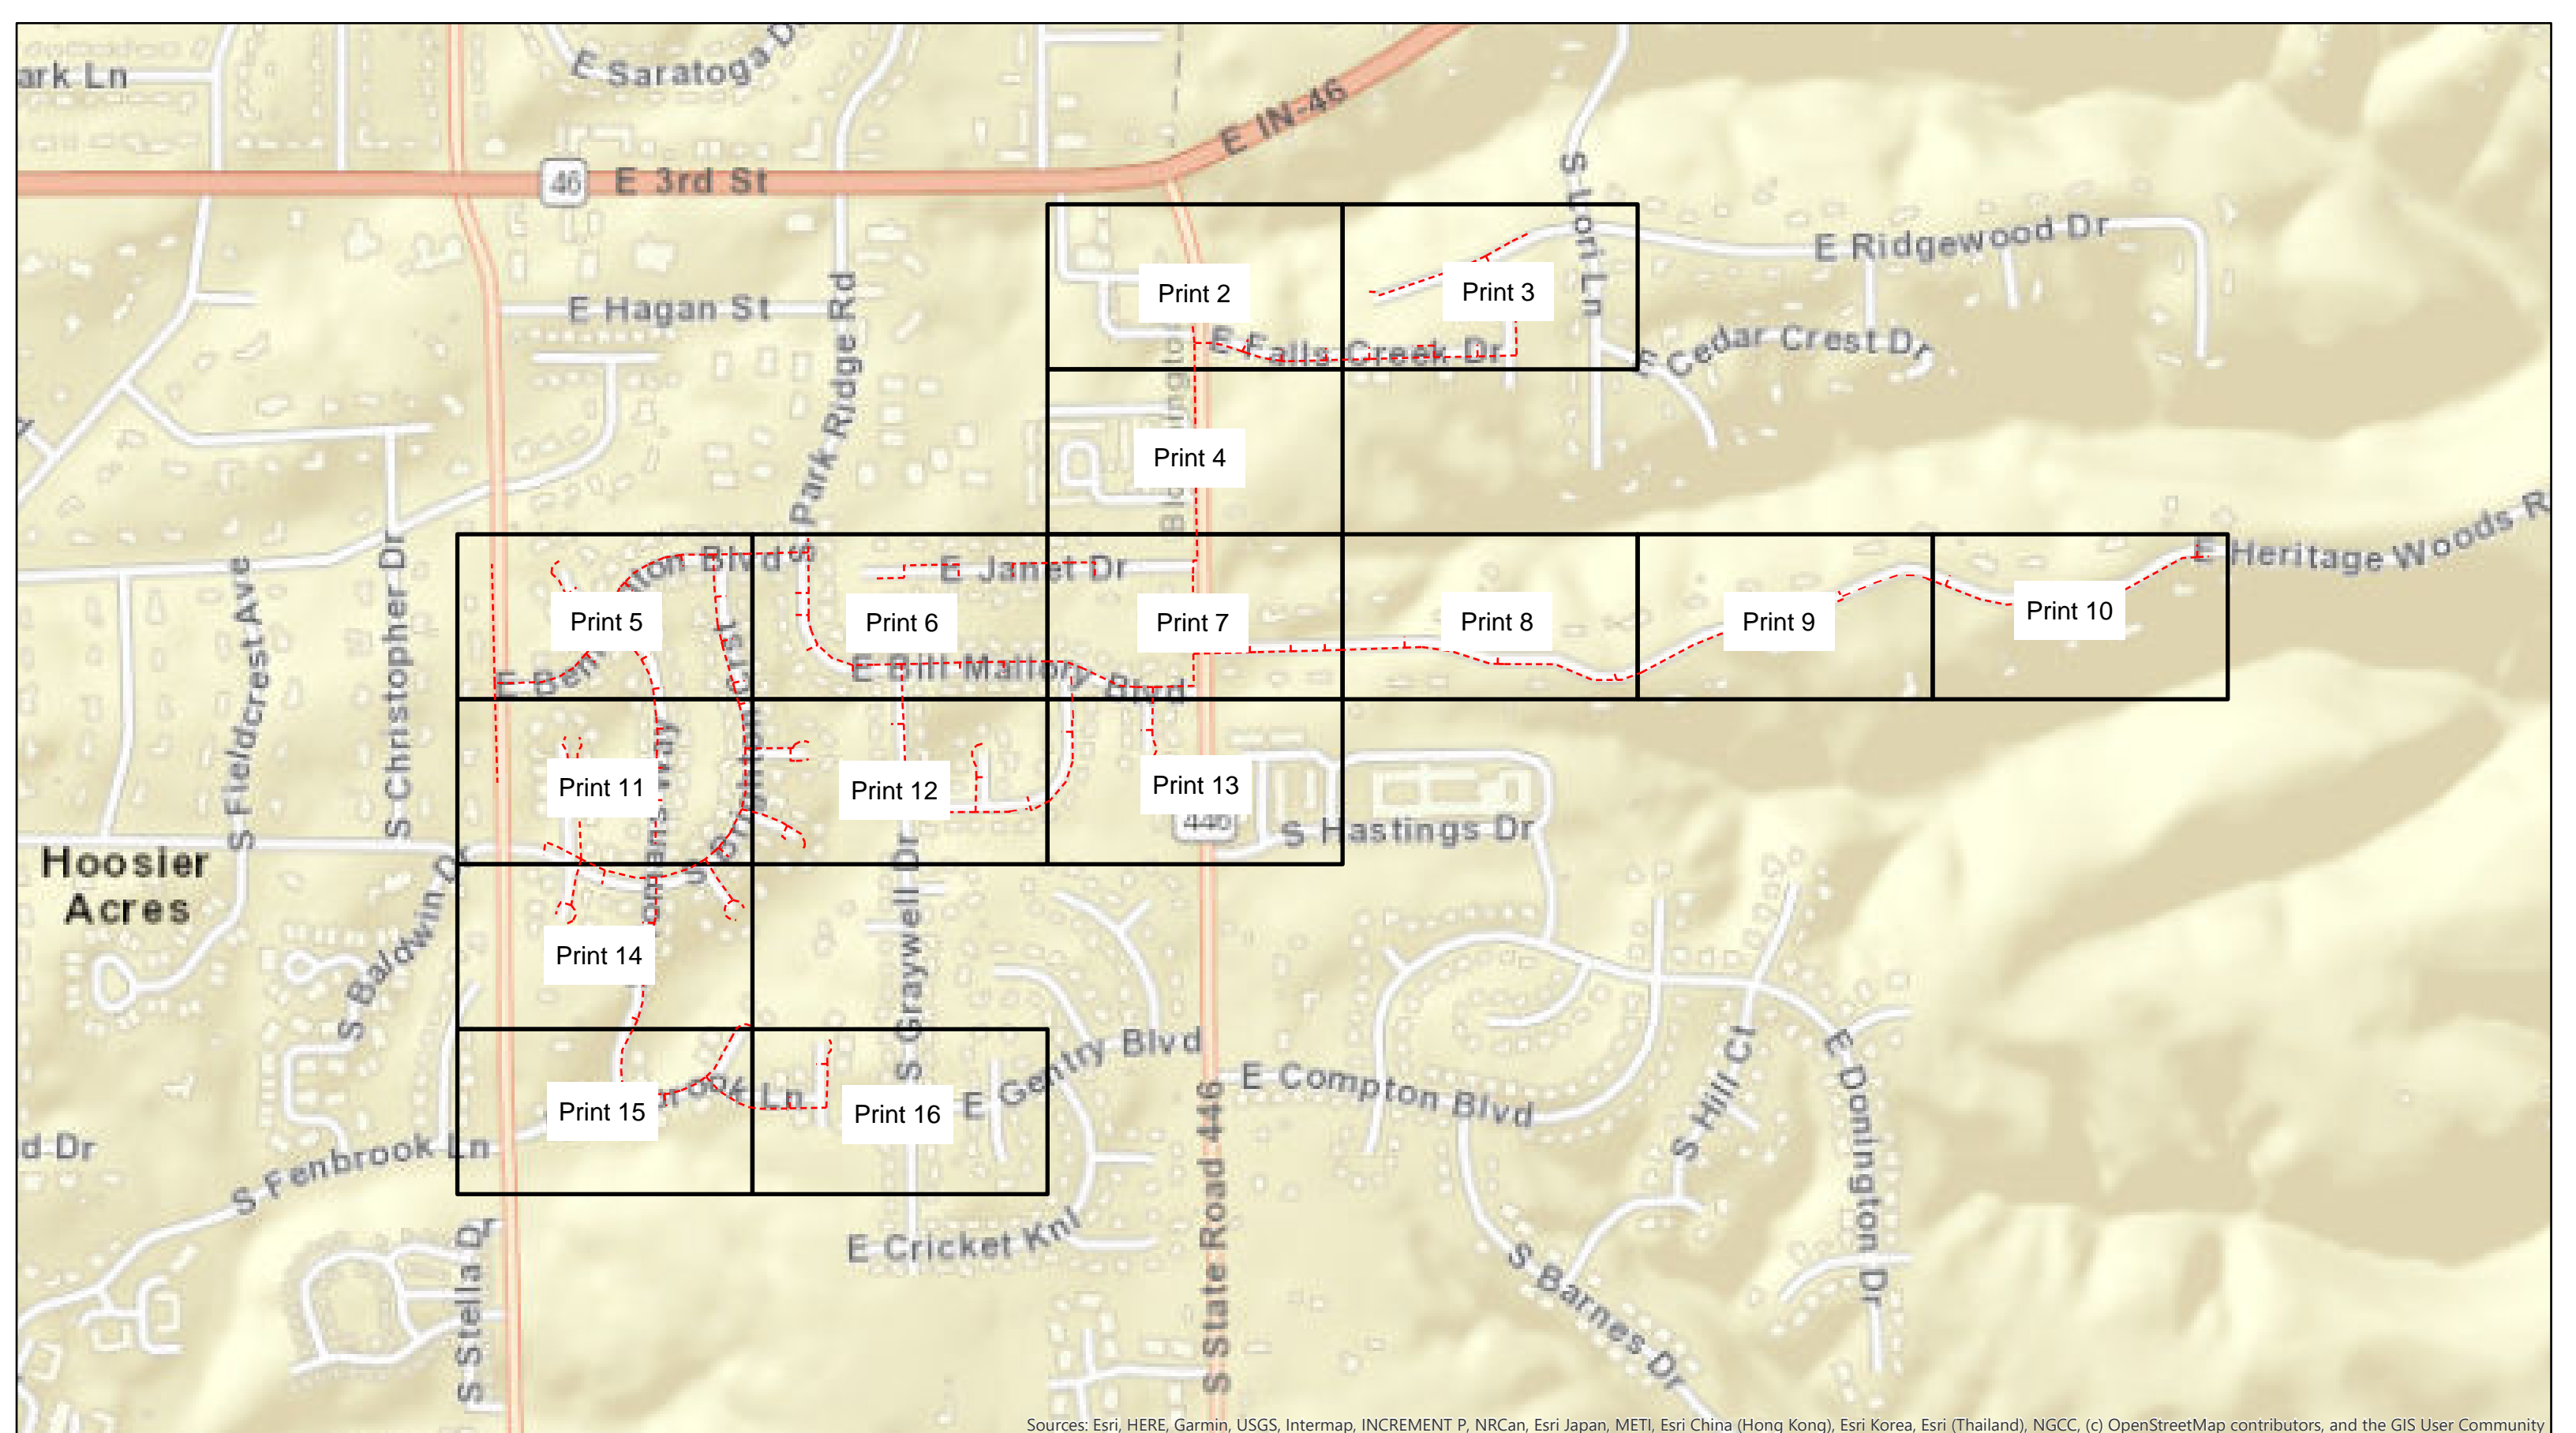 ark Ln
E Saratoga D
E IN-46
46
E 3rd St
S Lori Ln
E Ridgewood Dr
E Hagan St
S Park Ridge Rd
Print 2
Print 3
E Falls Creek Dr
E Cedar Crest Dr
Print 4
E Heritage Woods R
E Janet Dr
Print 5
Print 6
Print 7
Print 8
Print 9
Print 10
E Bill Mallory Blvd
S Fieldcrest Ave
S Christopher Dr
Print 11
Print 12
Print 13
446
S Hastings Dr
Hoosier
Acres
S Baldwin D
Print 14
S Graywell Dr
E Gentry Blvd
E Compton Blvd
S Hill Ct
E Donington Dr
Print 15
Print 16
d Dr
S Fenbrook Ln
rook Ln
E Cricket Knl
S State Road 446
S Stella Dr
S Barnes Dr
Sources: Esri, HERE, Garmin, USGS, Intermap, INCREMENT P, NRCan, Esri Japan, METI, Esri China (Hong Kong), Esri Korea, Esri (Thailand), NGCC, (c) OpenStreetMap contributors, and the GIS User Community